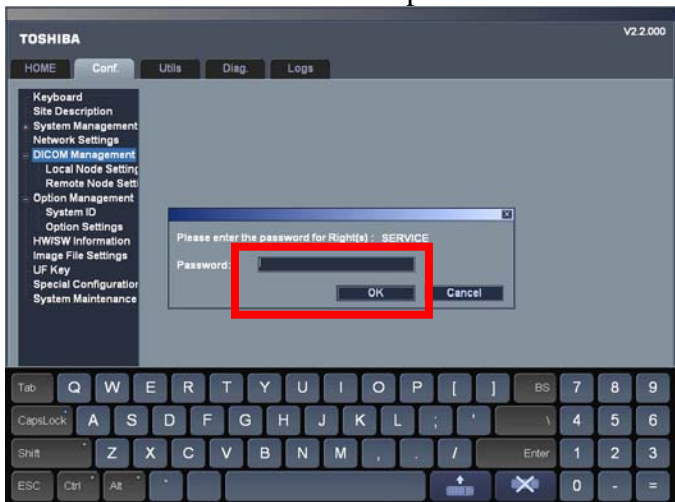 TOSHIBA
V2.2.000
HOME Conf. Utils Diag. Logs
Keyboard
Site Description
System Management
Network Settings
DICOM Management
Local Node Setting
Remote Node Setti
Option Management
System ID
Option Settings
HW/SW Information
Image File Settings
UF Key
Special Configuration
System Maintenance
Please enter the password for Right(s) : SERVICE
Password:
OK Cancel
Tab Q W E R T Y U I O P [ ] BS 7 8 9
CapsLock A S D F G H J K L ; ' \ 4 5 6
Shift Z X C V B N M , . / Enter 1 2 3
ESC Ctrl Alt ` 0 - =